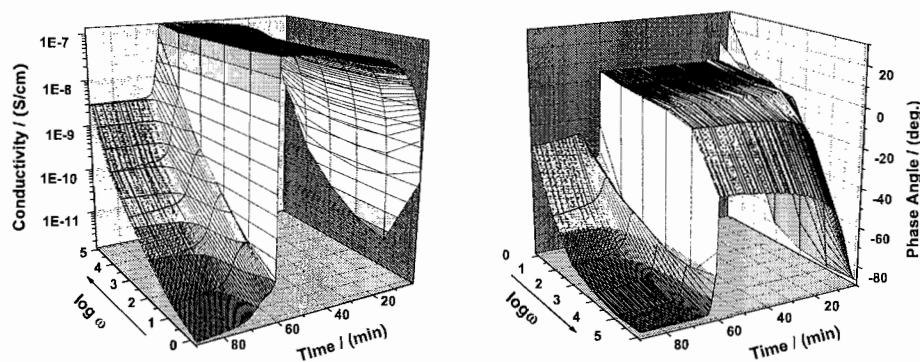 Conductivity / (S/cm)
1E-7
1E-8
1E-9
1E-10
1E-11
5
4
3
2
1
0
log ω
80
60
40
20
Time / (min)
Phase Angle / (deg.)
20
0
-20
-40
-60
-80
0
1
2
3
4
5
logω
80
60
40
20
Time / (min)